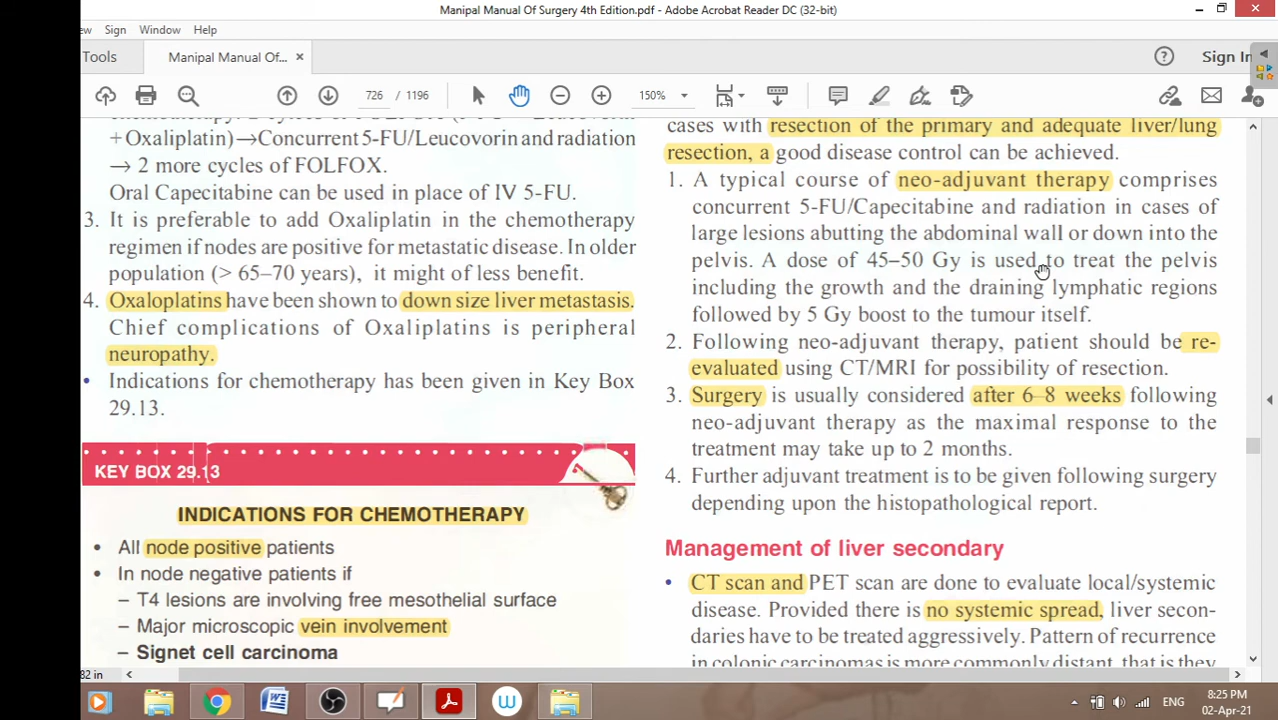 Manipal Manual Of Surgery 4th Edition.pdf - Adobe Acrobat Reader DC (32-bit)
ew Sign Window Help
Tools
Manipal Manual Of... ×
Sign In
726 / 1196
150%
+ Oxaliplatin) → Concurrent 5-FU/Leucovorin and radiation
→ 2 more cycles of FOLFOX.
Oral Capecitabine can be used in place of IV 5-FU.
3. It is preferable to add Oxaliplatin in the chemotherapy
regimen if nodes are positive for metastatic disease. In older
population (> 65–70 years), it might of less benefit.
4. Oxaloplatins have been shown to down size liver metastasis.
Chief complications of Oxaliplatins is peripheral
neuropathy.
• Indications for chemotherapy has been given in Key Box
29.13.
KEY BOX 29.13
INDICATIONS FOR CHEMOTHERAPY
• All node positive patients
• In node negative patients if
– T4 lesions are involving free mesothelial surface
– Major microscopic vein involvement
– Signet cell carcinoma
cases with resection of the primary and adequate liver/lung
resection, a good disease control can be achieved.
1. A typical course of neo-adjuvant therapy comprises
concurrent 5-FU/Capecitabine and radiation in cases of
large lesions abutting the abdominal wall or down into the
pelvis. A dose of 45–50 Gy is used to treat the pelvis
including the growth and the draining lymphatic regions
followed by 5 Gy boost to the tumour itself.
2. Following neo-adjuvant therapy, patient should be re-
evaluated using CT/MRI for possibility of resection.
3. Surgery is usually considered after 6–8 weeks following
neo-adjuvant therapy as the maximal response to the
treatment may take up to 2 months.
4. Further adjuvant treatment is to be given following surgery
depending upon the histopathological report.
Management of liver secondary
• CT scan and PET scan are done to evaluate local/systemic
disease. Provided there is no systemic spread, liver secon-
daries have to be treated aggressively. Pattern of recurrence
in colonic carcinomas is more commonly distant, that is they
82 in
ENG
8:25 PM
02-Apr-21